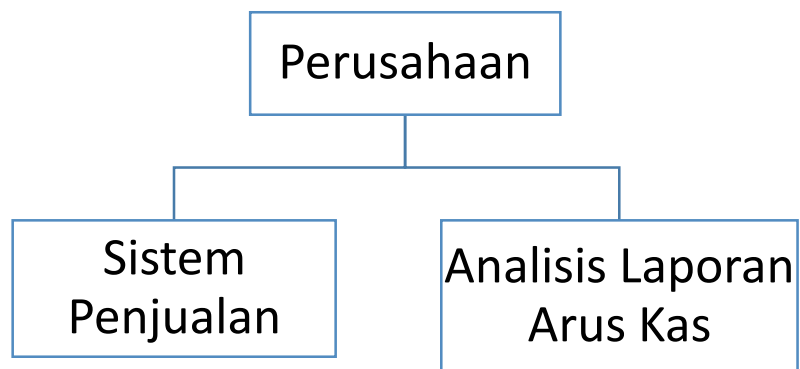 Perusahaan
Sistem
Penjualan
Analisis Laporan
Arus Kas